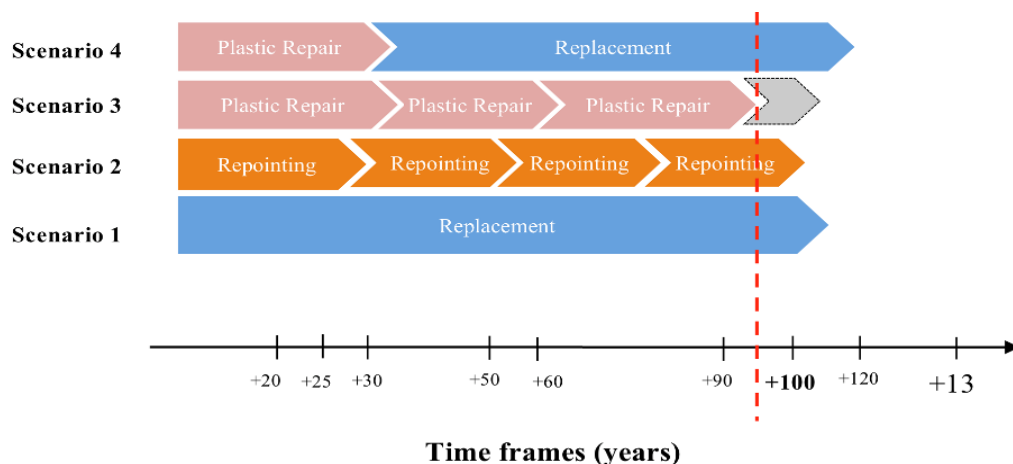 Scenario 4 Plastic Repair Replacement
Scenario 3 Plastic Repair Plastic Repair Plastic Repair
Scenario 2 Repointing Repointing Repointing Repointing
Scenario 1 Replacement
+20 +25 +30 +50 +60 +90 +100 +120 +13
Time frames (years)